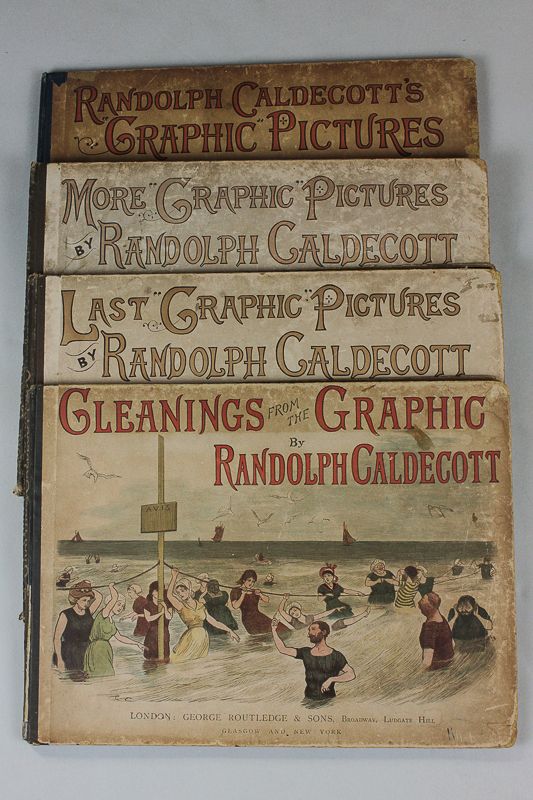 RANDOLPH CALDECOTT'S
"GRAPHIC" PICTURES
MORE "GRAPHIC" PICTURES
BY RANDOLPH CALDECOTT
LAST "GRAPHIC" PICTURES
BY RANDOLPH CALDECOTT
GLEANINGS FROM THE GRAPHIC
By
RANDOLPH CALDECOTT
AVIS
RC
LONDON: GEORGE ROUTLEDGE & SONS, BROADWAY, LUDGATE HILL
GLASGOW AND NEW YORK